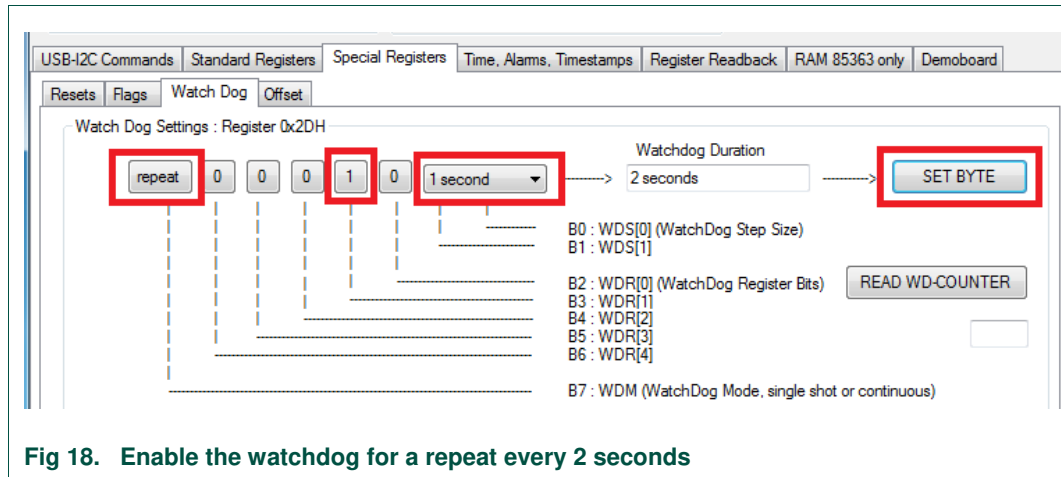 USB-I2C Commands Standard Registers Special Registers Time, Alarms, Timestamps Register Readback RAM 85363 only Demoboard
Resets Flags Watch Dog Offset
Watch Dog Settings : Register 0x2DH
Watchdog Duration
repeat 0 0 0 1 0 1 second ---------> 2 seconds -----------> SET BYTE
B0 : WDS[0] (WatchDog Step Size)
B1 : WDS[1]
B2 : WDR[0] (WatchDog Register Bits) READ WD-COUNTER
B3 : WDR[1]
B4 : WDR[2]
B5 : WDR[3]
B6 : WDR[4]
B7 : WDM (WatchDog Mode, single shot or continuous)
Fig 18. Enable the watchdog for a repeat every 2 seconds